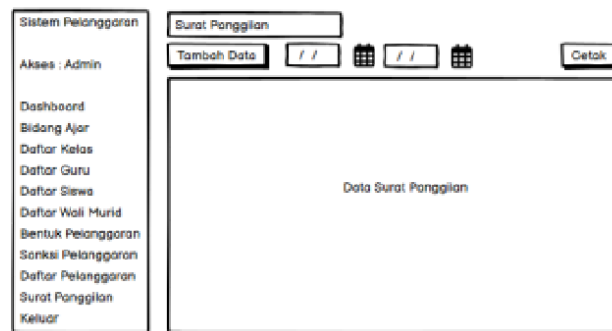 Sistem Pelanggaran
Akses : Admin
Dashboard
Bidang Ajar
Daftar Kelas
Daftar Guru
Daftar Siswa
Daftar Wali Murid
Bentuk Pelanggaran
Sanksi Pelanggaran
Daftar Pelanggaran
Surat Panggilan
Keluar
Surat Panggilan
Tambah Data / / / / Cetak
Data Surat Panggilan